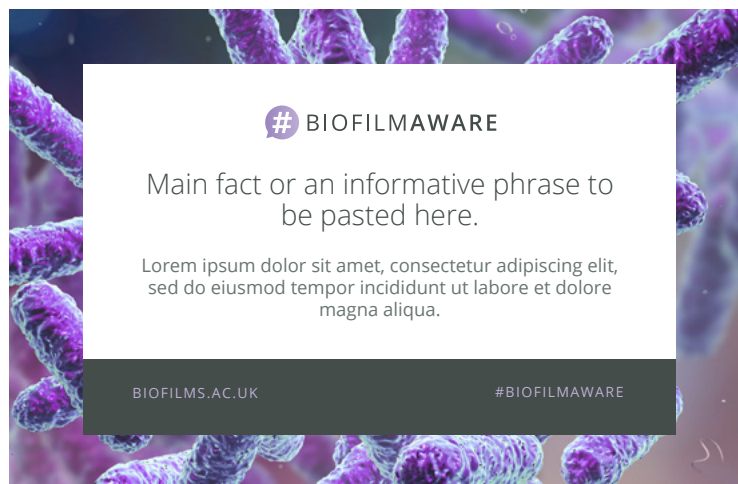 # BIOFILMAWARE
Main fact or an informative phrase to
be pasted here.
Lorem ipsum dolor sit amet, consectetur adipiscing elit,
sed do eiusmod tempor incididunt ut labore et dolore
magna aliqua.
BIOFILMS.AC.UK
#BIOFILMAWARE